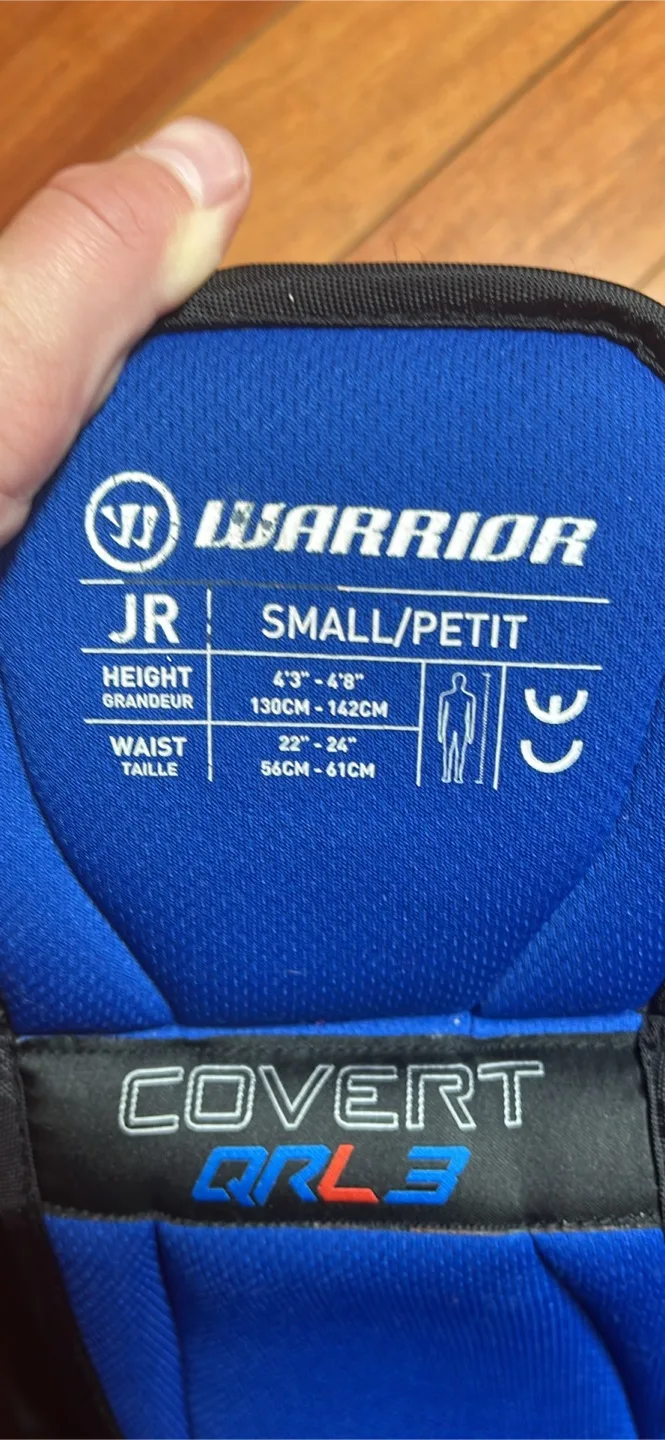 WARRIOR
JR SMALL/PETIT
HEIGHT 4'3" - 4'8"
GRANDEUR 130CM - 142CM
WAIST 22" - 24"
TAILLE 56CM - 61CM
CE
COVERT
QRL3